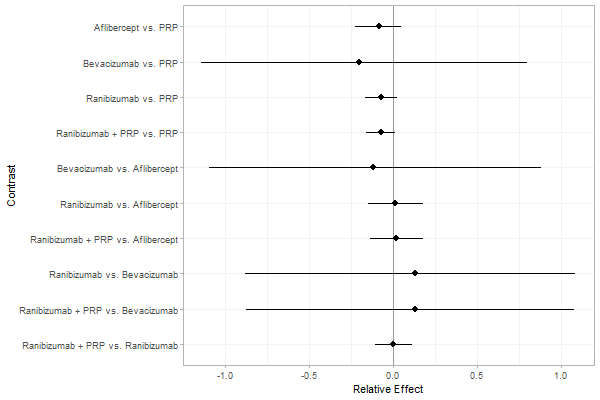 Aflibercept vs. PRP
Bevacizumab vs. PRP
Ranibizumab vs. PRP
Ranibizumab + PRP vs. PRP
Bevacizumab vs. Aflibercept
Ranibizumab vs. Aflibercept
Ranibizumab + PRP vs. Aflibercept
Ranibizumab vs. Bevacizumab
Ranibizumab + PRP vs. Bevacizumab
Ranibizumab + PRP vs. Ranibizumab
Contrast
-1.0 -0.5 0.0 0.5 1.0
Relative Effect